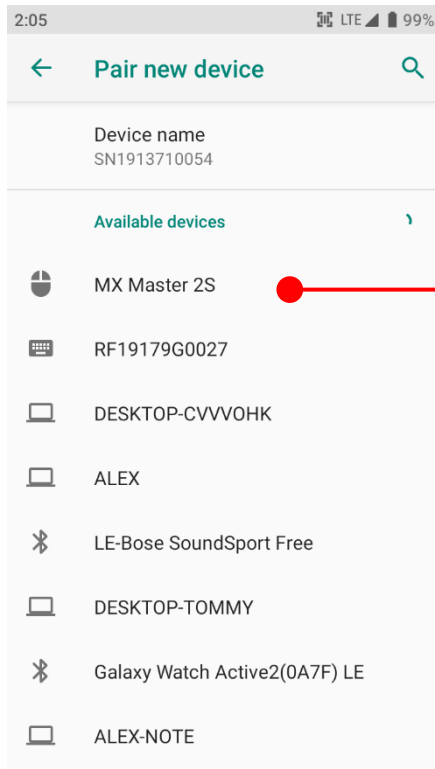 2:05 LTE 99%
Pair new device
Device name
SN1913710054
Available devices
MX Master 2S
RF19179G0027
DESKTOP-CVVVOHK
ALEX
LE-Bose SoundSport Free
DESKTOP-TOMMY
Galaxy Watch Active2(0A7F) LE
ALEX-NOTE